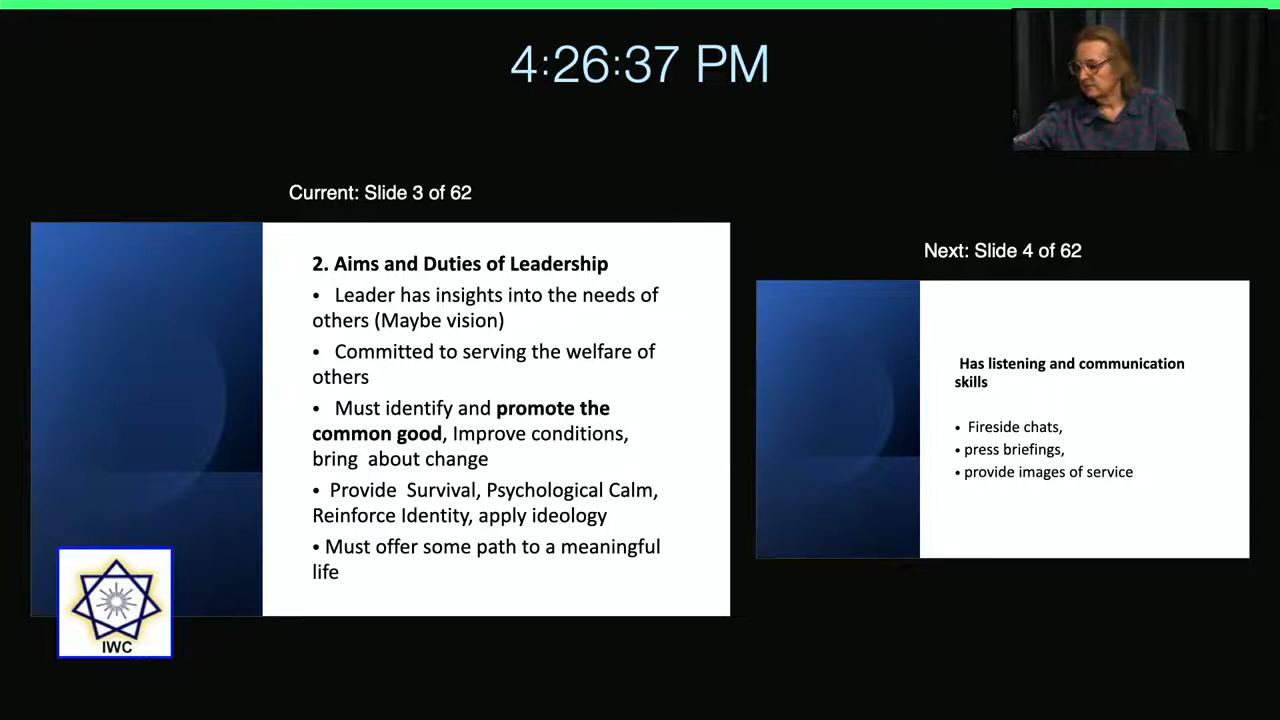 4:26:37 PM
Current: Slide 3 of 62
2. Aims and Duties of Leadership
• Leader has insights into the needs of
others (Maybe vision)
• Committed to serving the welfare of
others
• Must identify and promote the
common good, Improve conditions,
bring about change
• Provide Survival, Psychological Calm,
Reinforce Identity, apply ideology
• Must offer some path to a meaningful
life
IWC
Next: Slide 4 of 62
Has listening and communication
skills
• Fireside chats,
• press briefings,
• provide images of service